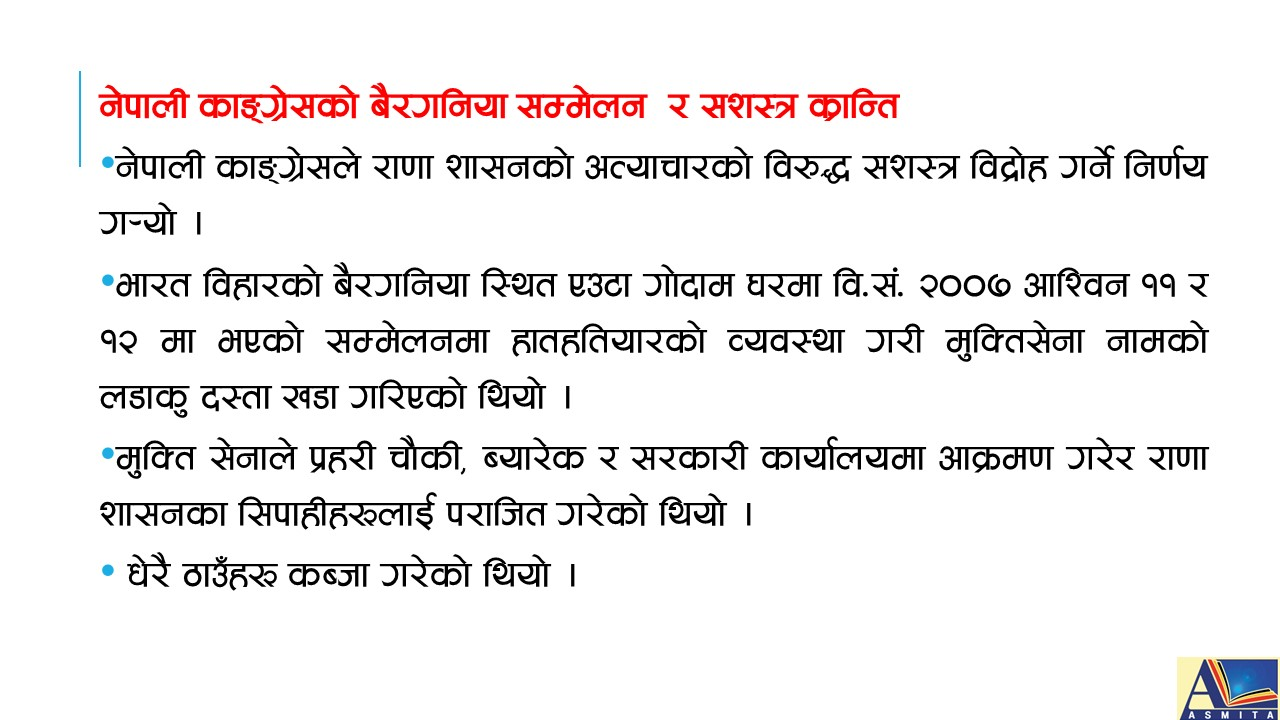 नेपाली काङ्ग्रेसको बैरगनिया सम्मेलन र सशस्त्र क्रान्ति
•नेपाली काङ्ग्रेसले राणा शासनको अत्याचारको विरुद्ध सशस्त्र विद्रोह गर्ने निर्णय
गर्‍यो ।
•भारत विहारको बैरगनिया स्थित एउटा गोदाम घरमा वि.सं. २००७ आश्विन ११ र
१२ मा भएको सम्मेलनमा हातहतियारको व्यवस्था गरी मुक्तिसेना नामको
लडाकु दस्ता खडा गरिएको थियो ।
•मुक्ति सेनाले प्रहरी चौकी, ब्यारेक र सरकारी कार्यालयमा आक्रमण गरेर राणा
शासनका सिपाहीहरूलाई पराजित गरेको थियो ।
• धेरै ठाउँहरू कब्जा गरेको थियो ।
ASMITA